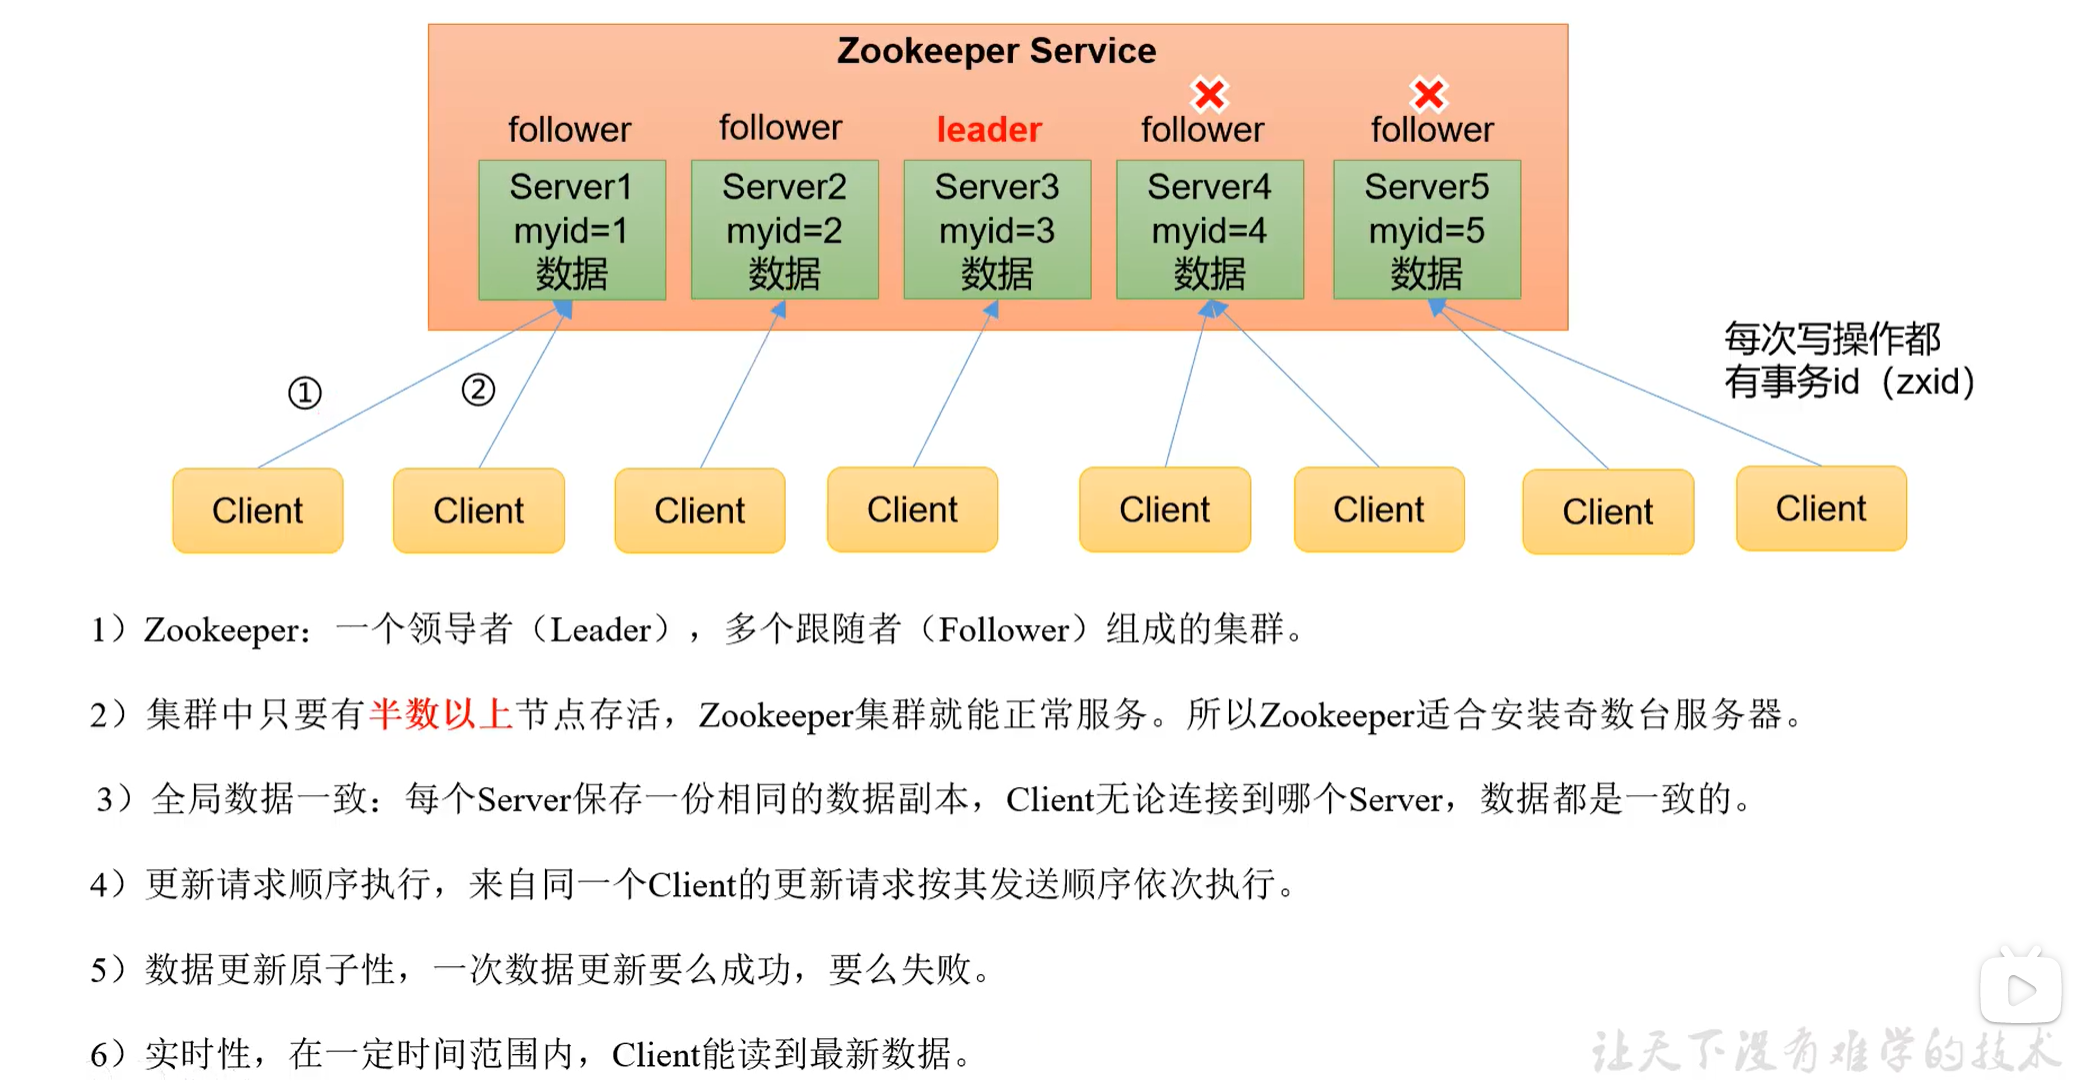 Zookeeper Service
follower
follower
leader
follower
follower
Server1
myid=1
数据
Server2
myid=2
数据
Server3
myid=3
数据
Server4
myid=4
数据
Server5
myid=5
数据
每次写操作都
有事务id（zxid）
①
②
Client
Client
Client
Client
Client
Client
Client
Client
1）Zookeeper：一个领导者（Leader），多个跟随者（Follower）组成的集群。
2）集群中只要有半数以上节点存活，Zookeeper集群就能正常服务。所以Zookeeper适合安装奇数台服务器。
3）全局数据一致：每个Server保存一份相同的数据副本，Client无论连接到哪个Server，数据都是一致的。
4）更新请求顺序执行，来自同一个Client的更新请求按其发送顺序依次执行。
5）数据更新原子性，一次数据更新要么成功，要么失败。
6）实时性，在一定时间范围内，Client能读到最新数据。
让天下没有难学的技术